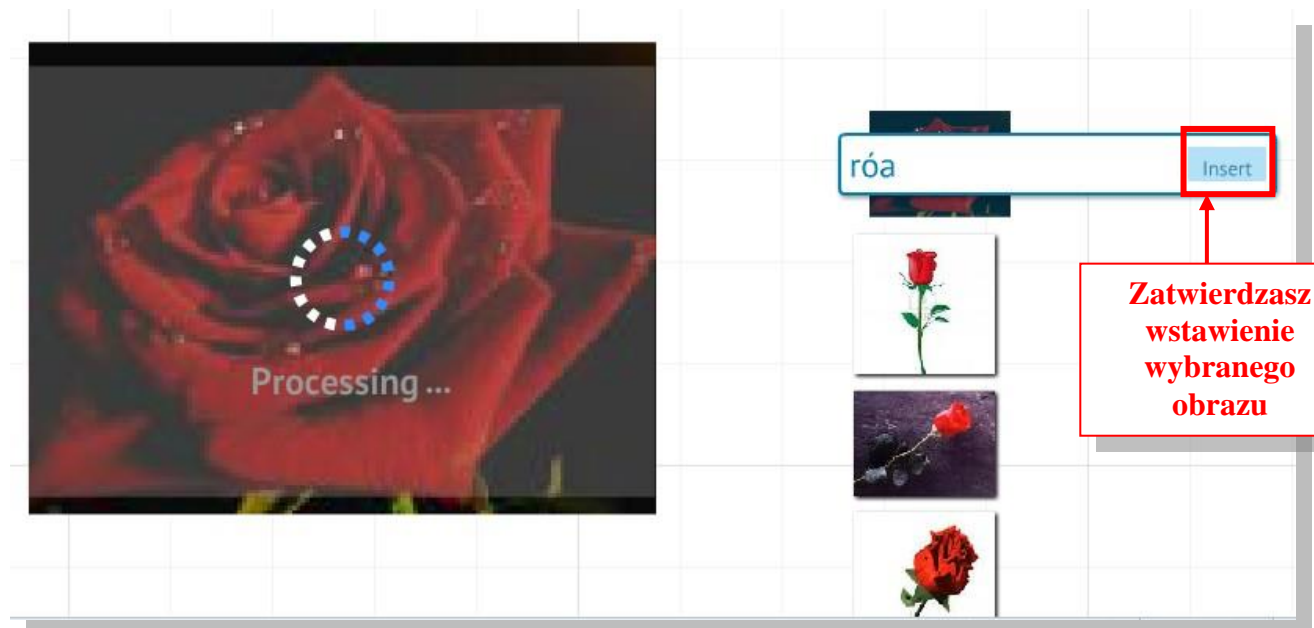 róa
Insert
Zatwierdzasz
wstawienie
wybranego
obrazu
Processing ...